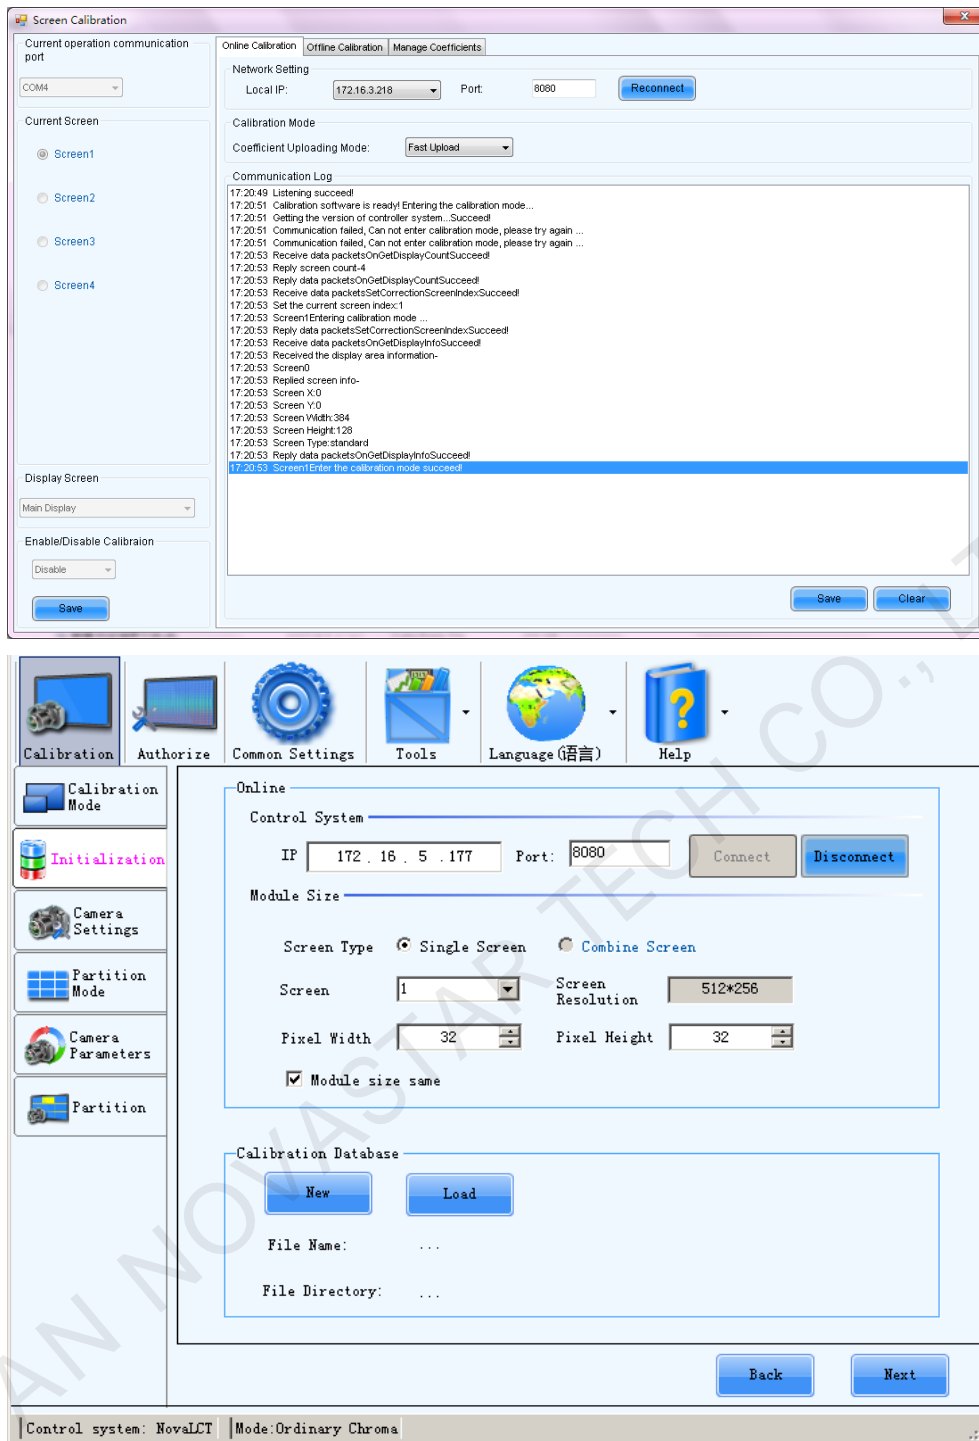 Screen Calibration
Current operation communication
port
COM4
Current Screen
Screen1
Screen2
Screen3
Screen4
Display Screen
Main Display
Enable/Disable Calibraion
Disable
Save
Online Calibration Offline Calibration Manage Coefficients
Network Setting
Local IP: 172.16.3.218 Port: 8080 Reconnect
Calibration Mode
Coefficient Uploading Mode: Fast Upload
Communication Log
17:20:49 Listening succeed!
17:20:51 Calibration software is ready! Entering the calibration mode...
17:20:51 Getting the version of controller system...Succeed!
17:20:51 Communication failed, Can not enter calibration mode, please try again ...
17:20:51 Communication failed, Can not enter calibration mode, please try again ...
17:20:53 Receive data packetsOnGetDisplayCountSucceed!
17:20:53 Reply screen count-4
17:20:53 Reply data packetsOnGetDisplayCountSucceed!
17:20:53 Receive data packetsSetCorrectionScreenIndexSucceed!
17:20:53 Set the current screen index:1
17:20:53 Screen1Entering calibration mode ...
17:20:53 Reply data packetsSetCorrectionScreenIndexSucceed!
17:20:53 Receive data packetsOnGetDisplayInfoSucceed!
17:20:53 Received the display area information-
17:20:53 Screen0
17:20:53 Replied screen info-
17:20:53 Screen X:0
17:20:53 Screen Y:0
17:20:53 Screen Width:384
17:20:53 Screen Height:128
17:20:53 Screen Type:standard
17:20:53 Reply data packetsOnGetDisplayInfoSucceed!
17:20:53 Screen1Enter the calibration mode succeed!
Save Clear
Calibration Authorize Common Settings Tools Language(语言) Help
Calibration
Mode
Initialization
Camera
Settings
Partition
Mode
Camera
Parameters
Partition
Online
Control System
IP 172 . 16 . 5 . 177 Port: 8080 Connect Disconnect
Module Size
Screen Type Single Screen Combine Screen
Screen 1 Screen
Resolution 512*256
Pixel Width 32 Pixel Height 32
Module size same
Calibration Database
New Load
File Name: ...
File Directory: ...
Back Next
Control system: NovaLCT Mode:Ordinary Chroma
AN NOVASTAR TECH CO., LT